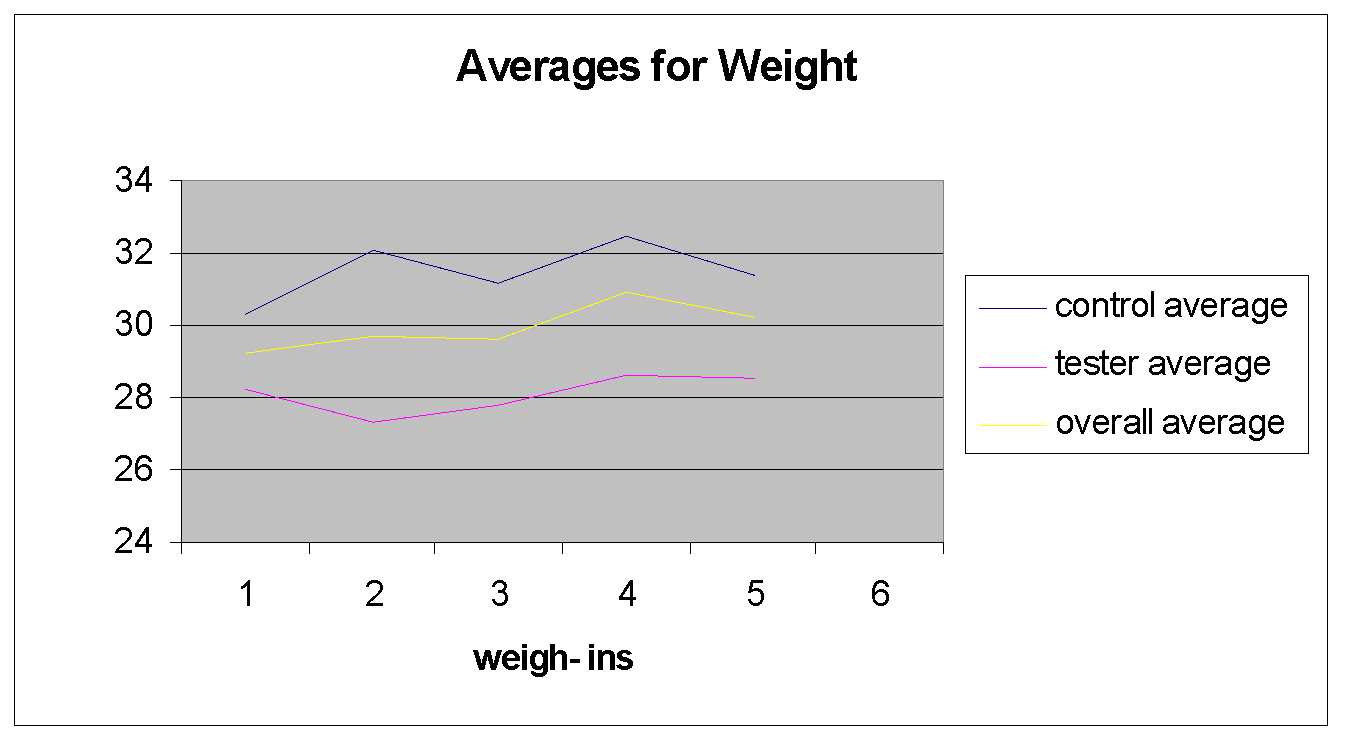 Averages for Weight
34
32
30
28
26
24
1 2 3 4 5 6
weigh- ins
control average
tester average
overall average